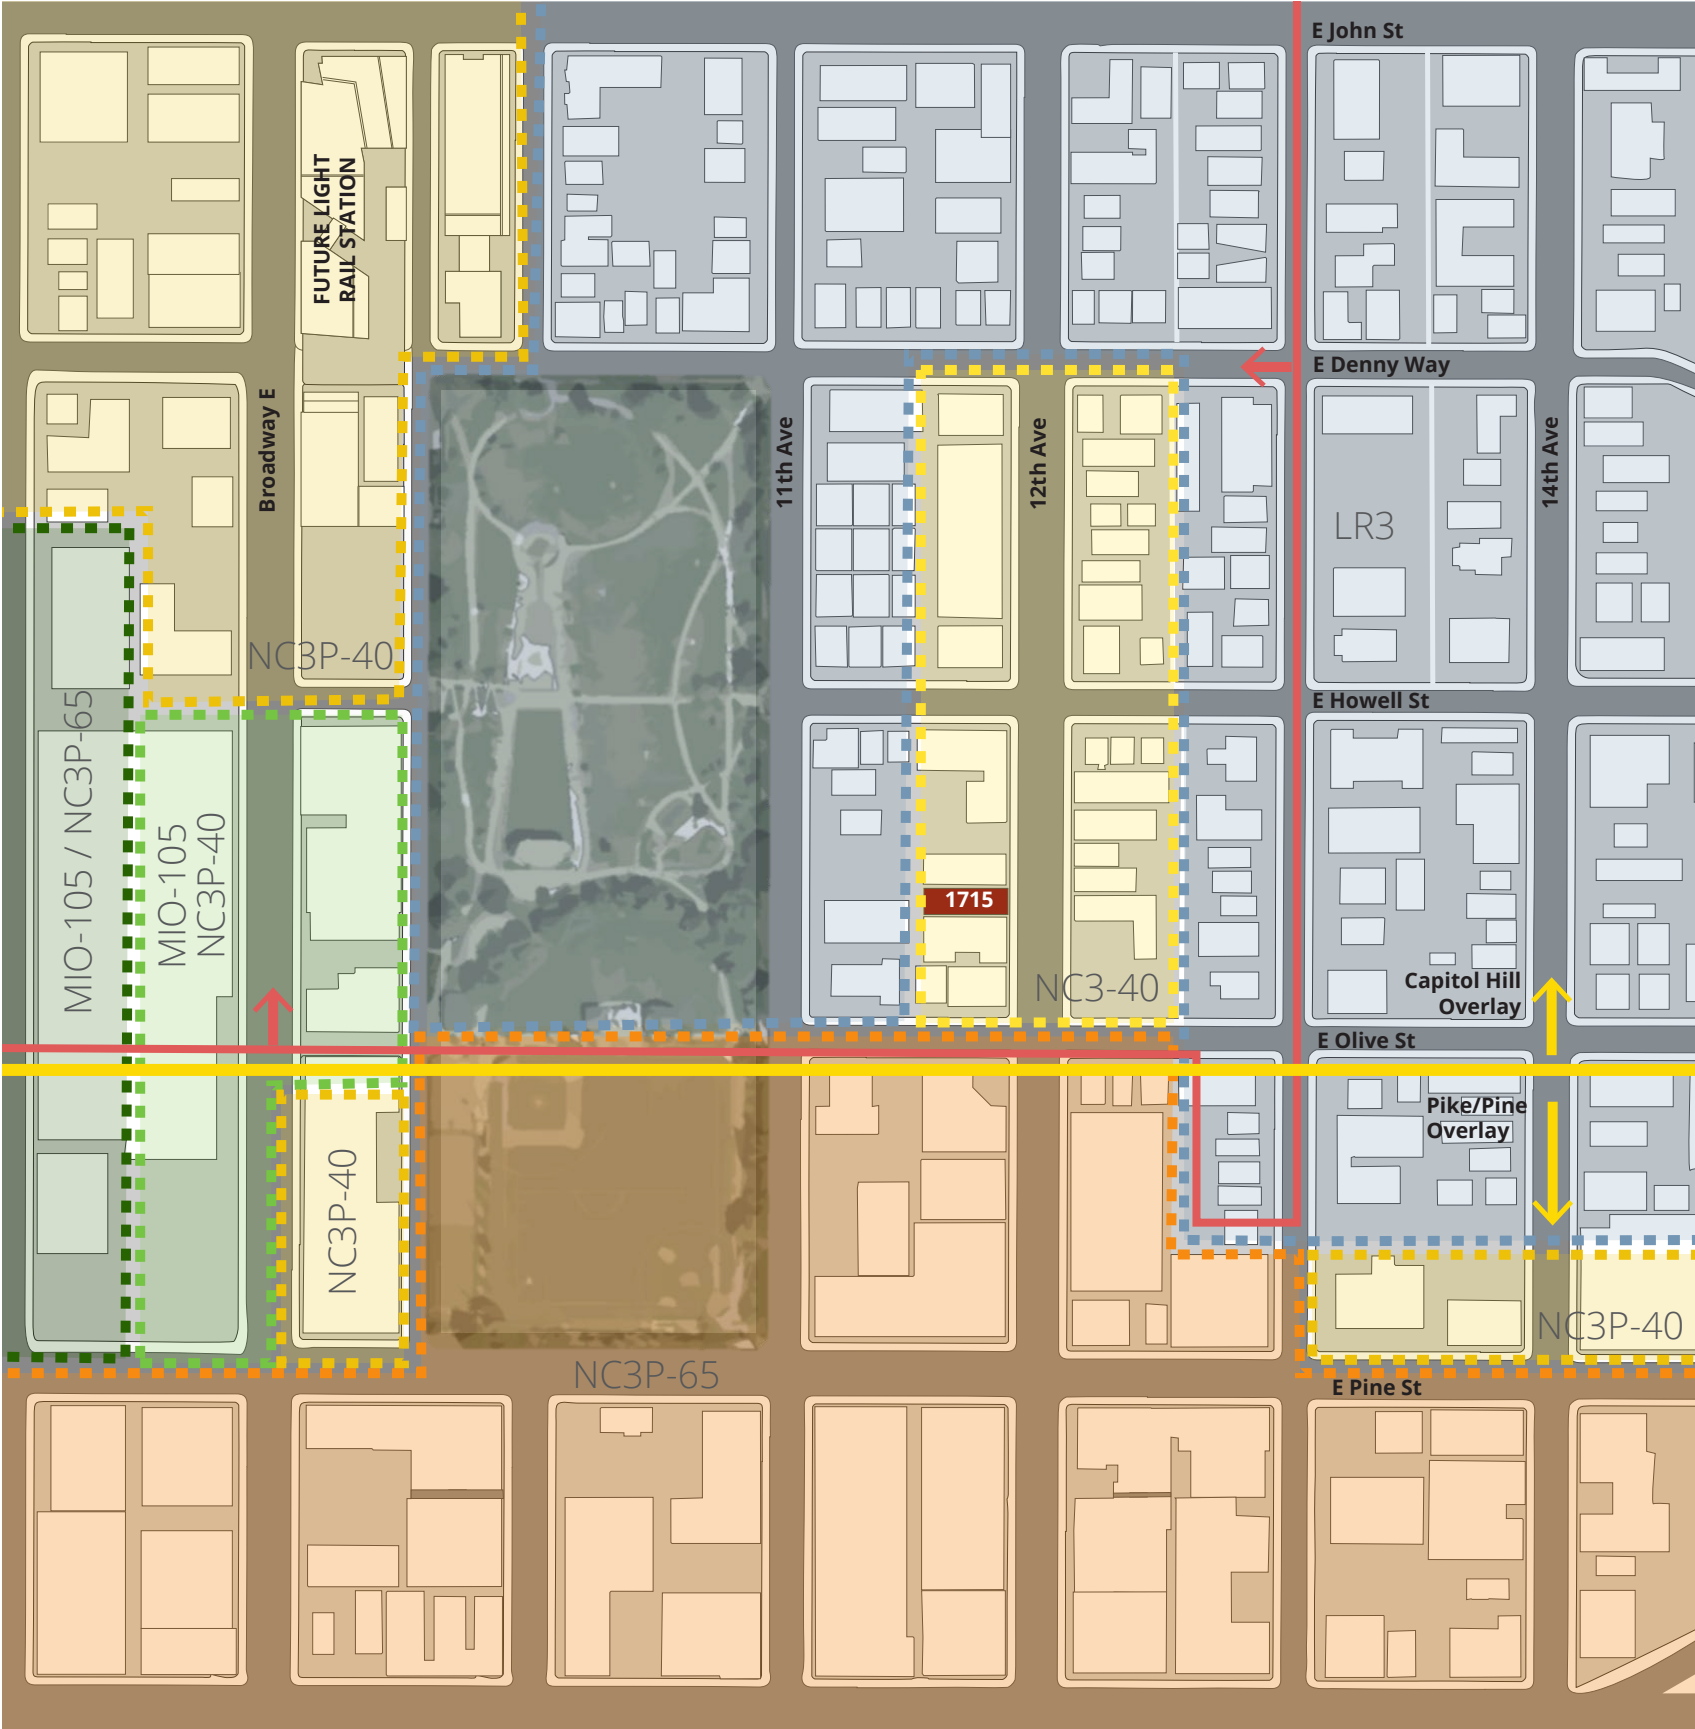 E John St
FUTURE LIGHT
RAIL STATION
E Denny Way
Broadway E
11th Ave
12th Ave
14th Ave
LR3
NC3P-40
E Howell St
MIO-105 / NC3P-65
MIO-105
NC3P-40
1715
NC3-40
Capitol Hill
Overlay
E Olive St
Pike/Pine
Overlay
NC3P-40
NC3P-40
NC3P-65
E Pine St